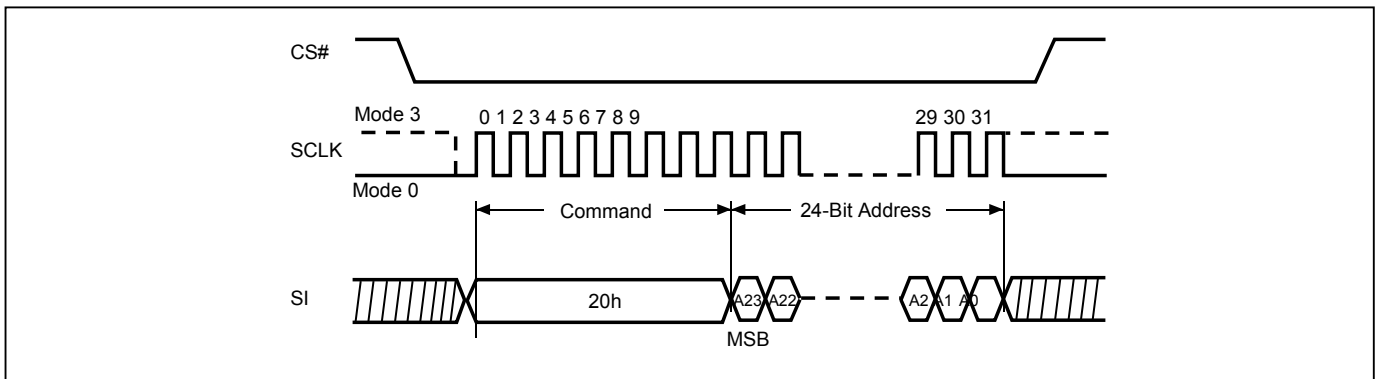 CS#
Mode 3
0 1 2 3 4 5 6 7 8 9
29 30 31
SCLK
Mode 0
Command
24-Bit Address
SI
20h
A23
A22
A2
A1
A0
MSB